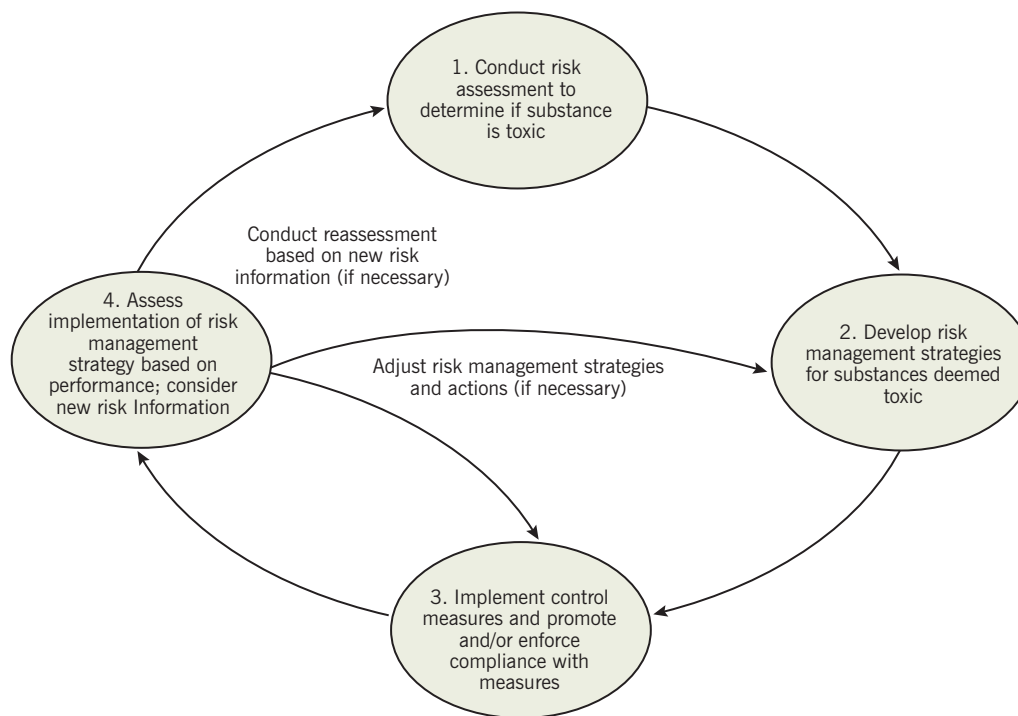 1. Conduct risk
assessment to
determine if substance
is toxic
Conduct reassessment
based on new risk
information (if necessary)
4. Assess
implementation of risk
management
strategy based on
performance; consider
new risk Information
2. Develop risk
management strategies
for substances deemed
toxic
Adjust risk management strategies
and actions (if necessary)
3. Implement control
measures and promote
and/or enforce
compliance with
measures